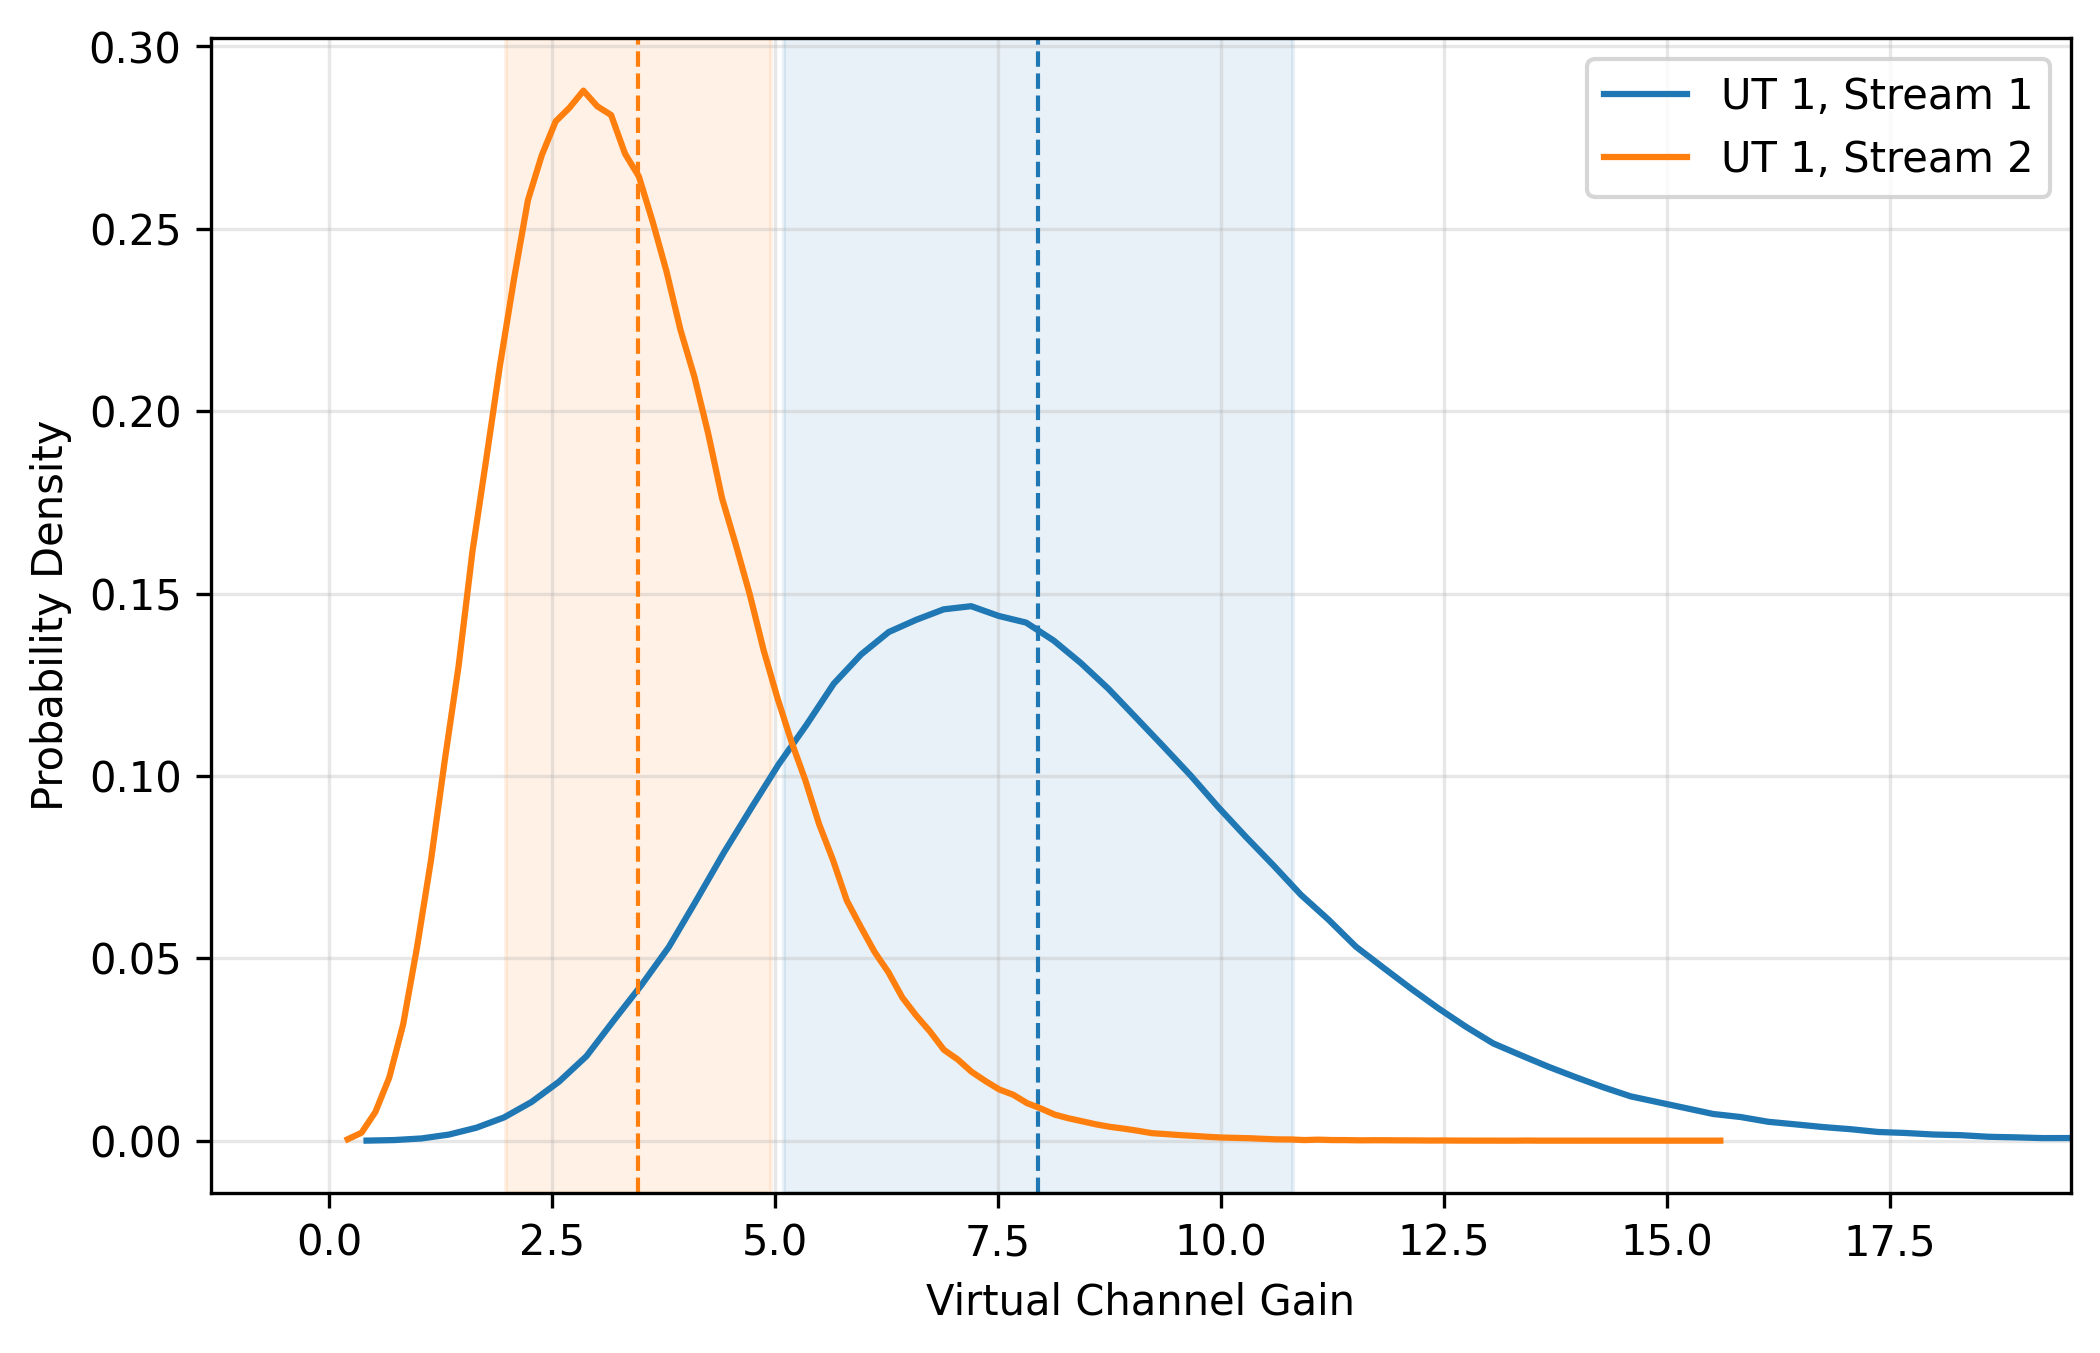 0.30
0.25
0.20
0.15
0.10
0.05
0.00
Probability Density
UT 1, Stream 1
UT 1, Stream 2
0.0 2.5 5.0 7.5 10.0 12.5 15.0 17.5
Virtual Channel Gain